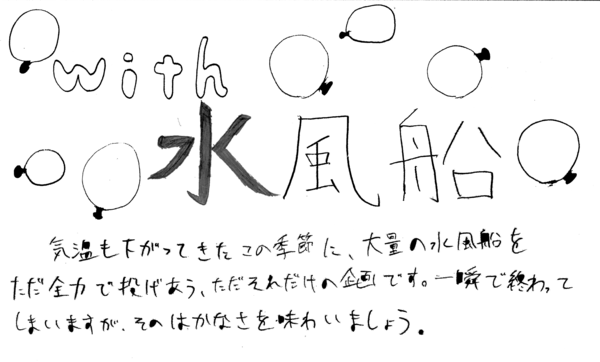 with
水風船
気温も下がってきたこの季節に、大量の水風船を
ただ全力で投げあう、ただそれだけの企画です。一瞬で終わって
しまいますが、そのはかなさを味わいましょう。